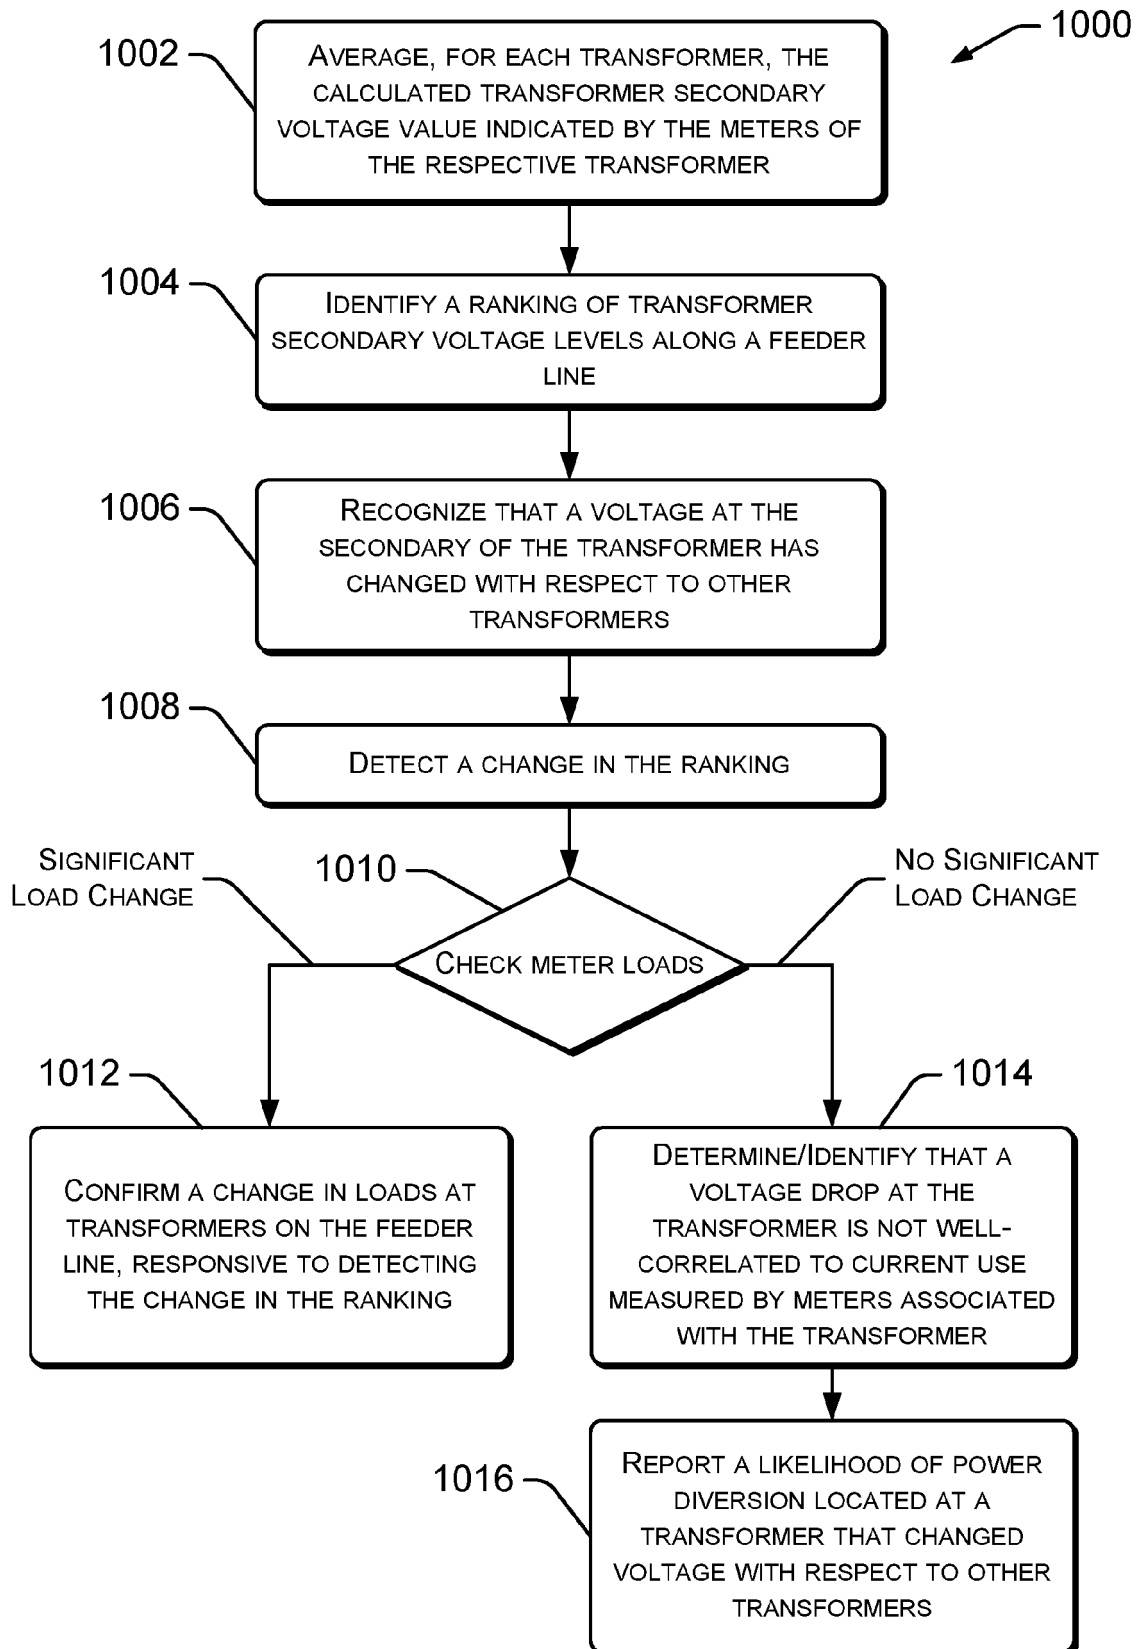 1000
1002
AVERAGE, FOR EACH TRANSFORMER, THE
CALCULATED TRANSFORMER SECONDARY
VOLTAGE VALUE INDICATED BY THE METERS OF
THE RESPECTIVE TRANSFORMER
1004
IDENTIFY A RANKING OF TRANSFORMER
SECONDARY VOLTAGE LEVELS ALONG A FEEDER
LINE
1006
RECOGNIZE THAT A VOLTAGE AT THE
SECONDARY OF THE TRANSFORMER HAS
CHANGED WITH RESPECT TO OTHER
TRANSFORMERS
1008
DETECT A CHANGE IN THE RANKING
SIGNIFICANT
LOAD CHANGE
1010
NO SIGNIFICANT
LOAD CHANGE
CHECK METER LOADS
1012
CONFIRM A CHANGE IN LOADS AT
TRANSFORMERS ON THE FEEDER
LINE, RESPONSIVE TO DETECTING
THE CHANGE IN THE RANKING
1014
DETERMINE/IDENTIFY THAT A
VOLTAGE DROP AT THE
TRANSFORMER IS NOT WELL-
CORRELATED TO CURRENT USE
MEASURED BY METERS ASSOCIATED
WITH THE TRANSFORMER
1016
REPORT A LIKELIHOOD OF POWER
DIVERSION LOCATED AT A
TRANSFORMER THAT CHANGED
VOLTAGE WITH RESPECT TO OTHER
TRANSFORMERS